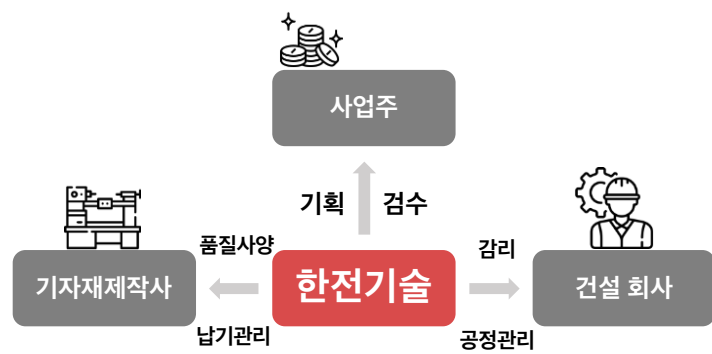 사업주
기획 검수
품질사양
감리
기자재제작사
한전기술
건설 회사
납기관리
공정관리